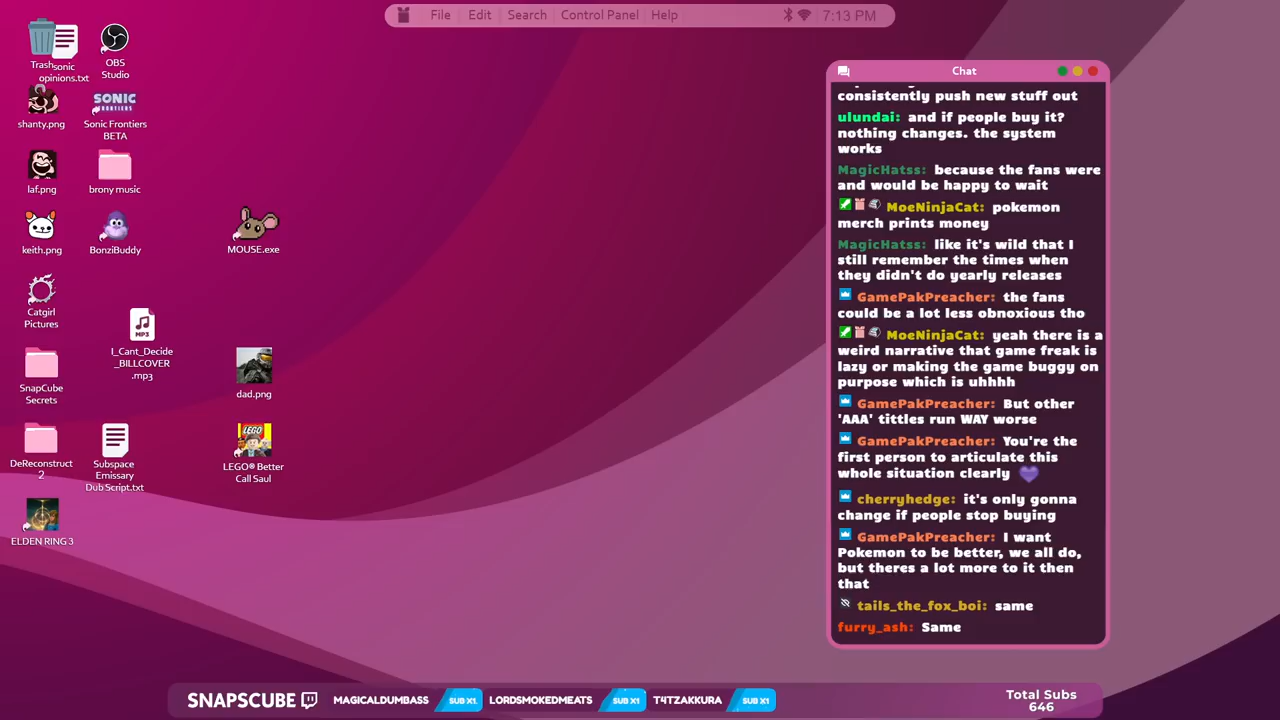 File Edit Search Control Panel Help
7:13 PM
Trash
sonic
opinions.txt
OBS
Studio
shanty.png
SONIC
FRONTIERS
Sonic Frontiers
BETA
laf.png
brony music
keith.png
BonziBuddy
MOUSE.exe
Catgirl
Pictures
MP3
I_Cant_Decide
_BILLCOVER
.mp3
SnapCube
Secrets
dad.png
DeReconstruct
2
Subspace
Emissary
Dub Script.txt
LEGO
LEGO® Better
Call Saul
ELDEN RING 3
Chat
consistently push new stuff out
ulundai: and if people buy it?
nothing changes. the system
works
MagicHatss: because the fans were
and would be happy to wait
MoeNinjaCat: pokemon
merch prints money
MagicHatss: like it's wild that I
still remember the times when
they didn't do yearly releases
GamePakPreacher: the fans
could be a lot less obnoxious tho
MoeNinjaCat: yeah there is a
weird narrative that game freak is
lazy or making the game buggy on
purpose which is uhhhh
GamePakPreacher: But other
'AAA' tittles run WAY worse
GamePakPreacher: You're the
first person to articulate this
whole situation clearly
cherryhedge: it's only gonna
change if people stop buying
GamePakPreacher: I want
Pokemon to be better, we all do,
but theres a lot more to it then
that
tails_the_fox_boi: same
furry_ash: Same
SNAPSCUBE MAGICALDUMBASS SUB X1 LORDSMOKEDMEATS SUB X1 T4TZAKKURA SUB X1
Total Subs
646